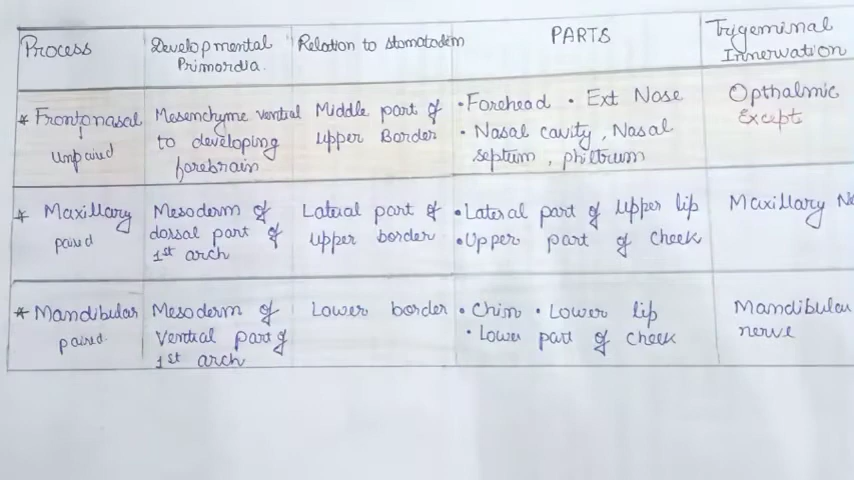 Process
Developmental
Primordia.
Relation to stomatodem
PARTS
Trygeminal
Innervation
* Frontonasal
Unpaired
Mesenchyme ventral
to developing
forebrain
Middle part of
upper Border
• Forehead • Ext Nose
• Nasal cavity, Nasal
septum, philtrum
Opthalmic
Except
* Maxillary
paired
Mesoderm of
dorsal part of
1st arch
Lateral part of
upper border
• Lateral part of upper lip
• Upper part of cheek
Maxillary
* Mandibular
paired.
Mesoderm of
Ventral part of
1st arch
Lower border
• Chin • Lower lip
• Lower part of cheek
Mandibular
nerve